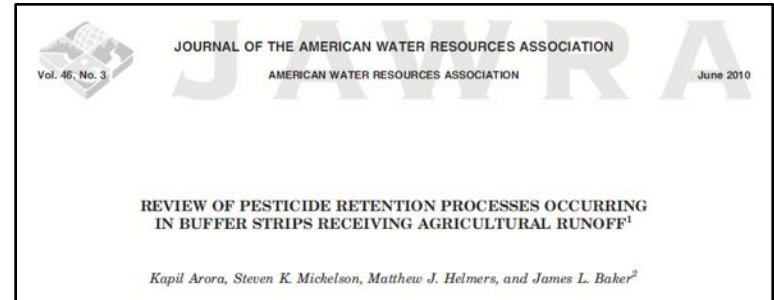 JAWRA
JOURNAL OF THE AMERICAN WATER RESOURCES ASSOCIATION
Vol. 46, No. 3 AMERICAN WATER RESOURCES ASSOCIATION June 2010
REVIEW OF PESTICIDE RETENTION PROCESSES OCCURRING
IN BUFFER STRIPS RECEIVING AGRICULTURAL RUNOFF¹
Kapil Arora, Steven K. Mickelson, Matthew J. Helmers, and James L. Baker²